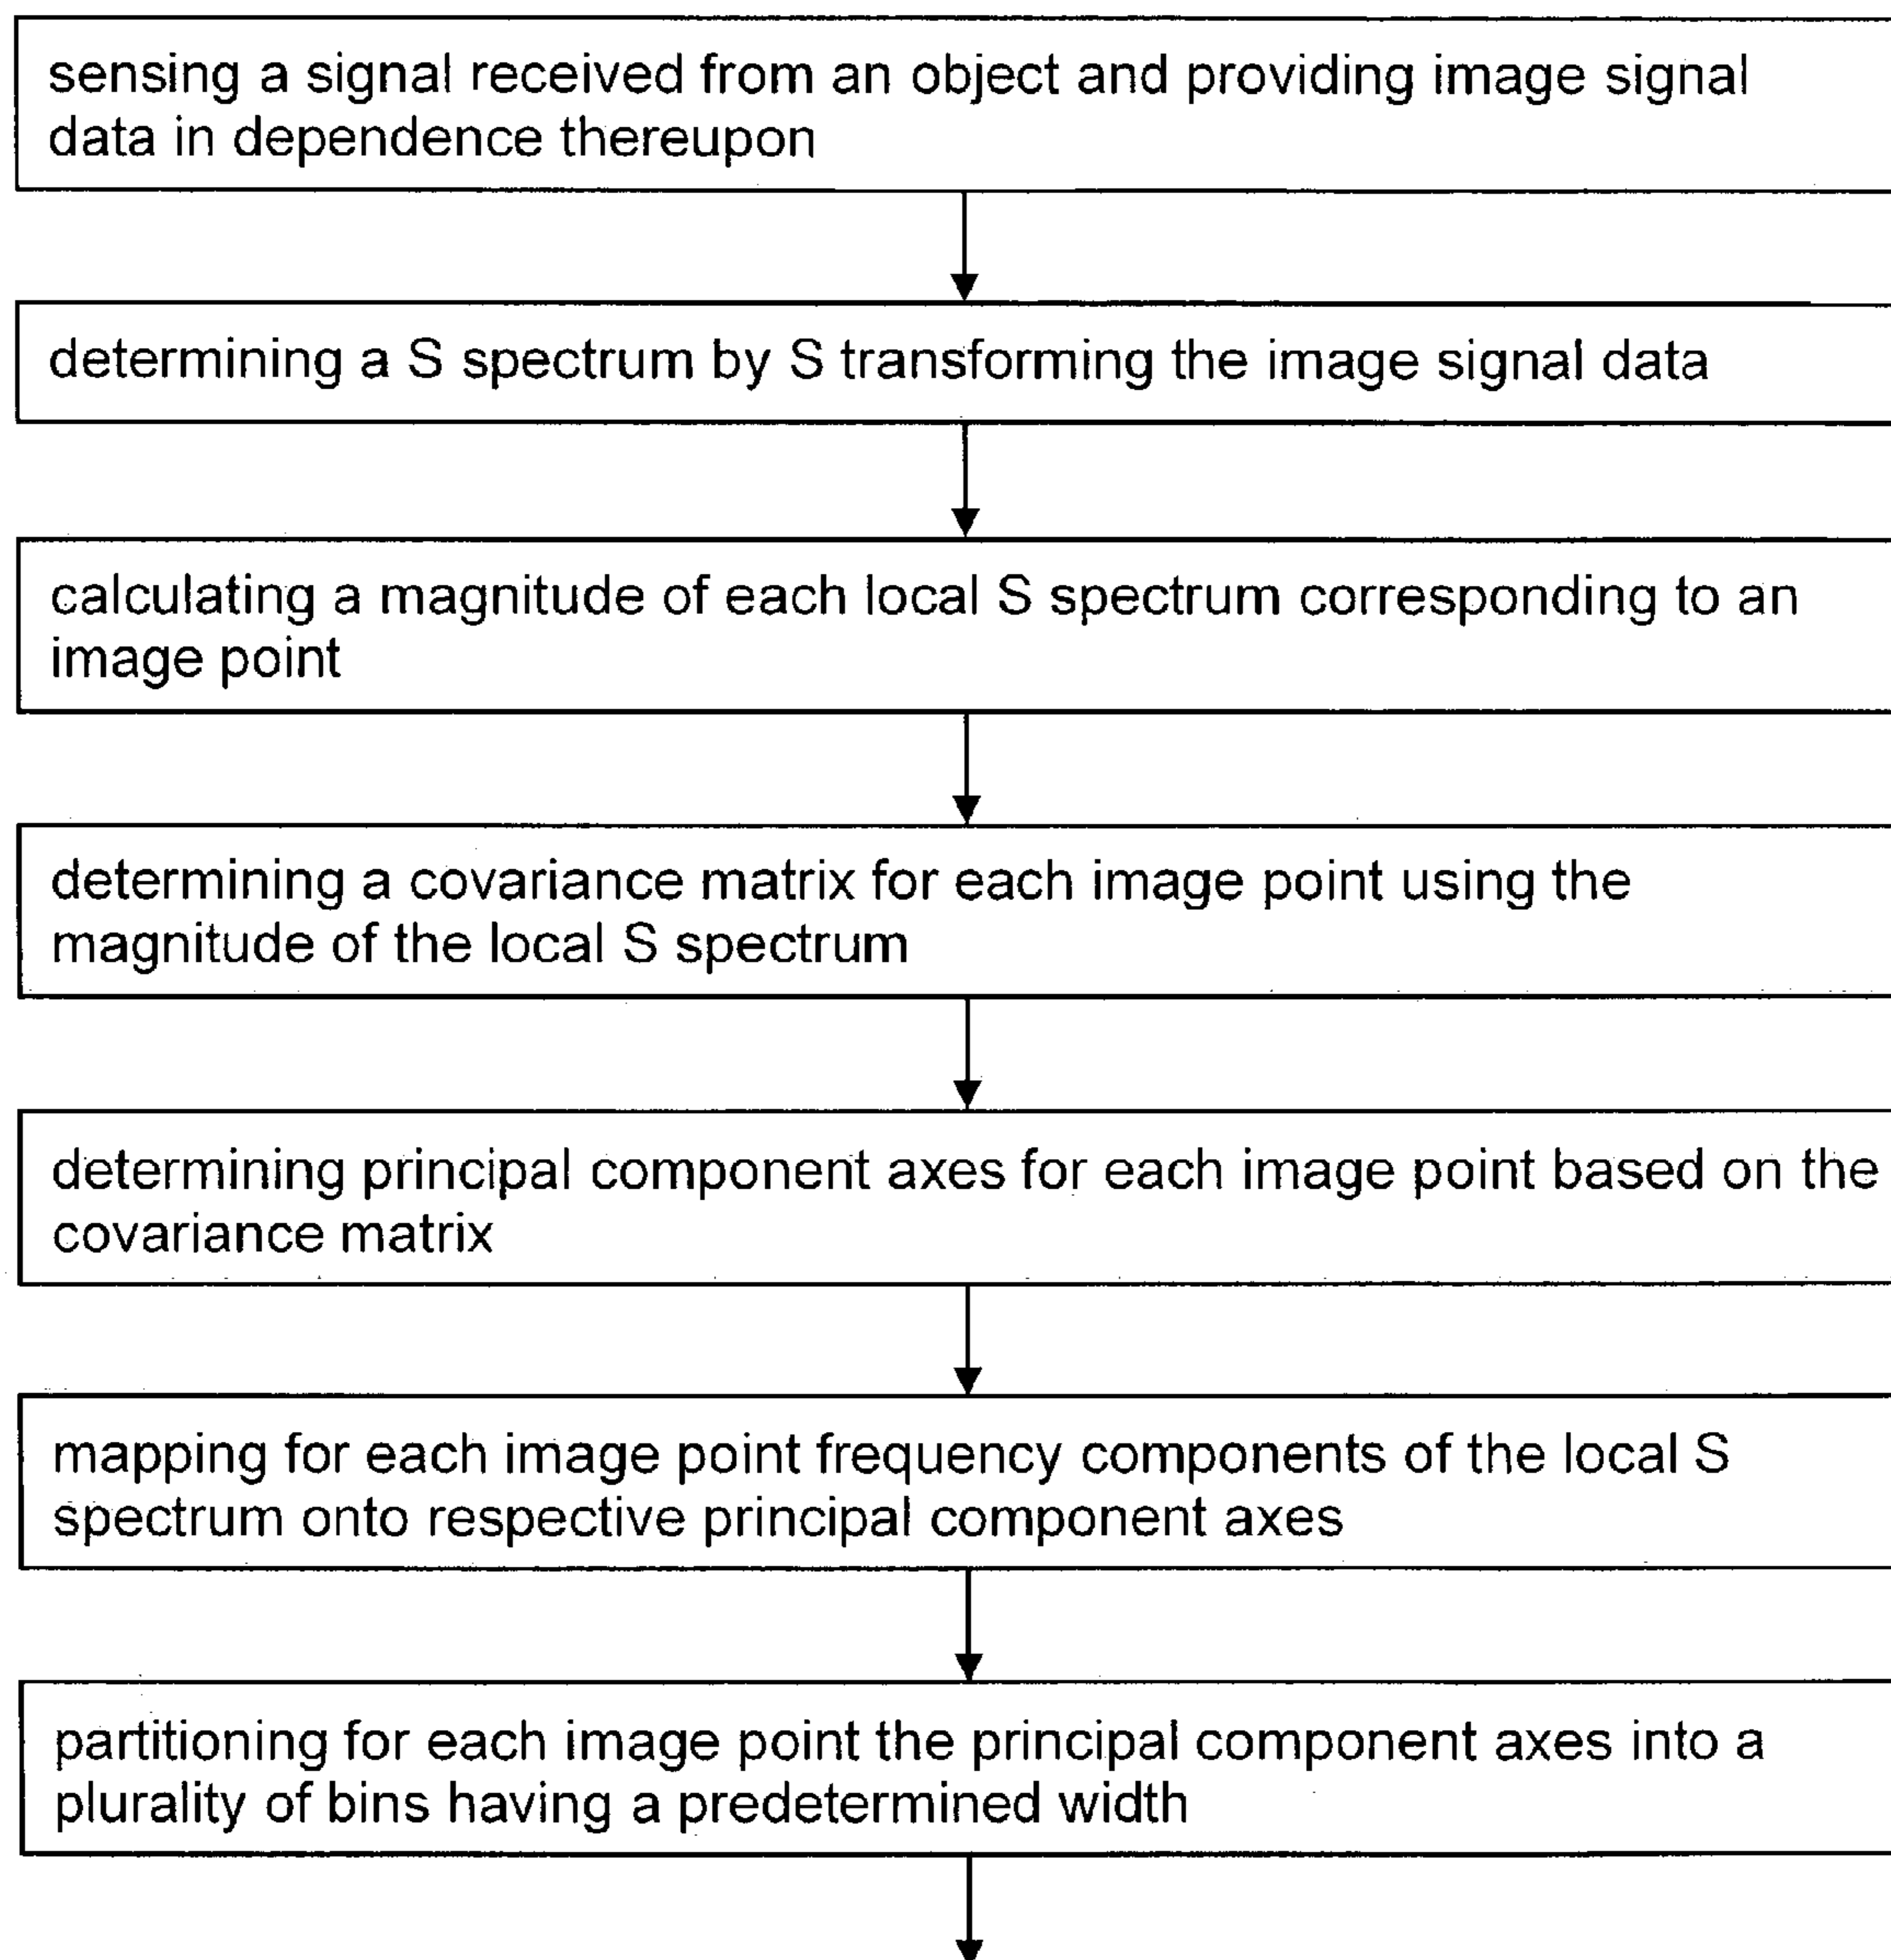 sensing a signal received from an object and providing image signal
data in dependence thereupon
determining a S spectrum by S transforming the image signal data
calculating a magnitude of each local S spectrum corresponding to an
image point
determining a covariance matrix for each image point using the
magnitude of the local S spectrum
determining principal component axes for each image point based on the
covariance matrix
mapping for each image point frequency components of the local S
spectrum onto respective principal component axes
partitioning for each image point the principal component axes into a
plurality of bins having a predetermined width